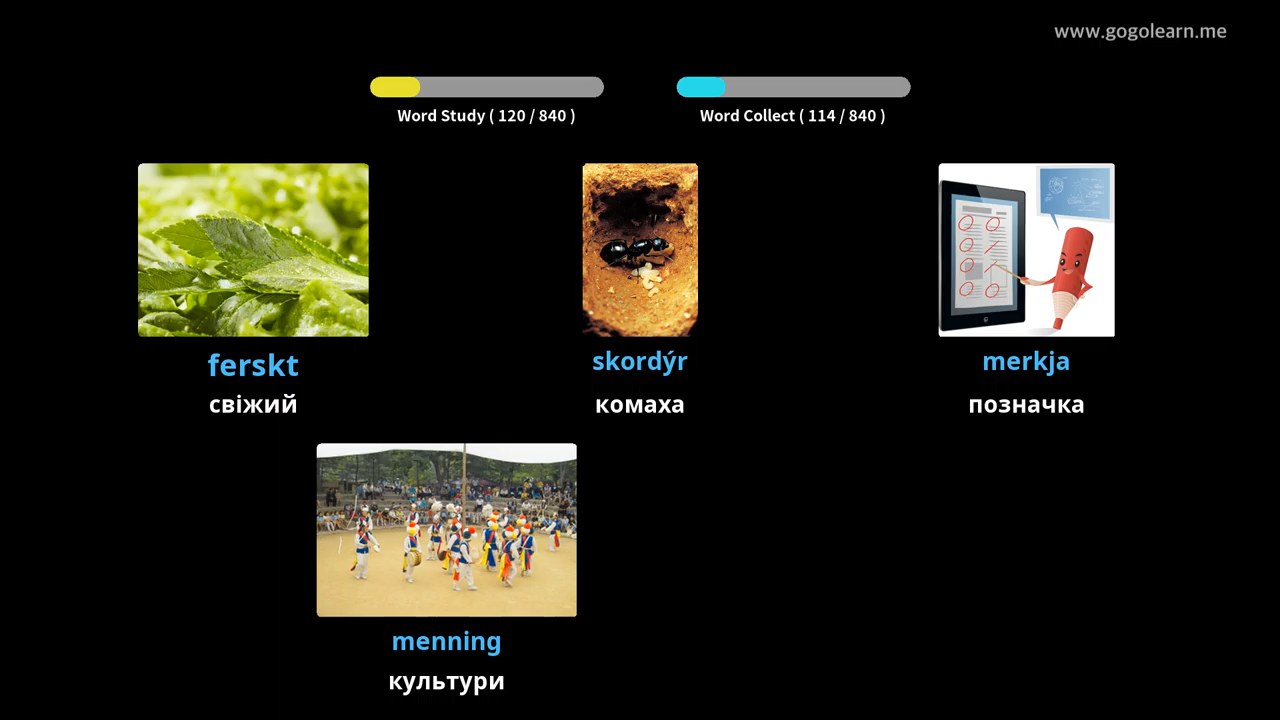 www.gogolearn.me
Word Study ( 120 / 840 )
Word Collect ( 114 / 840 )
ferskt
skordýr
merkja
свіжий
комаха
позначка
menning
культури